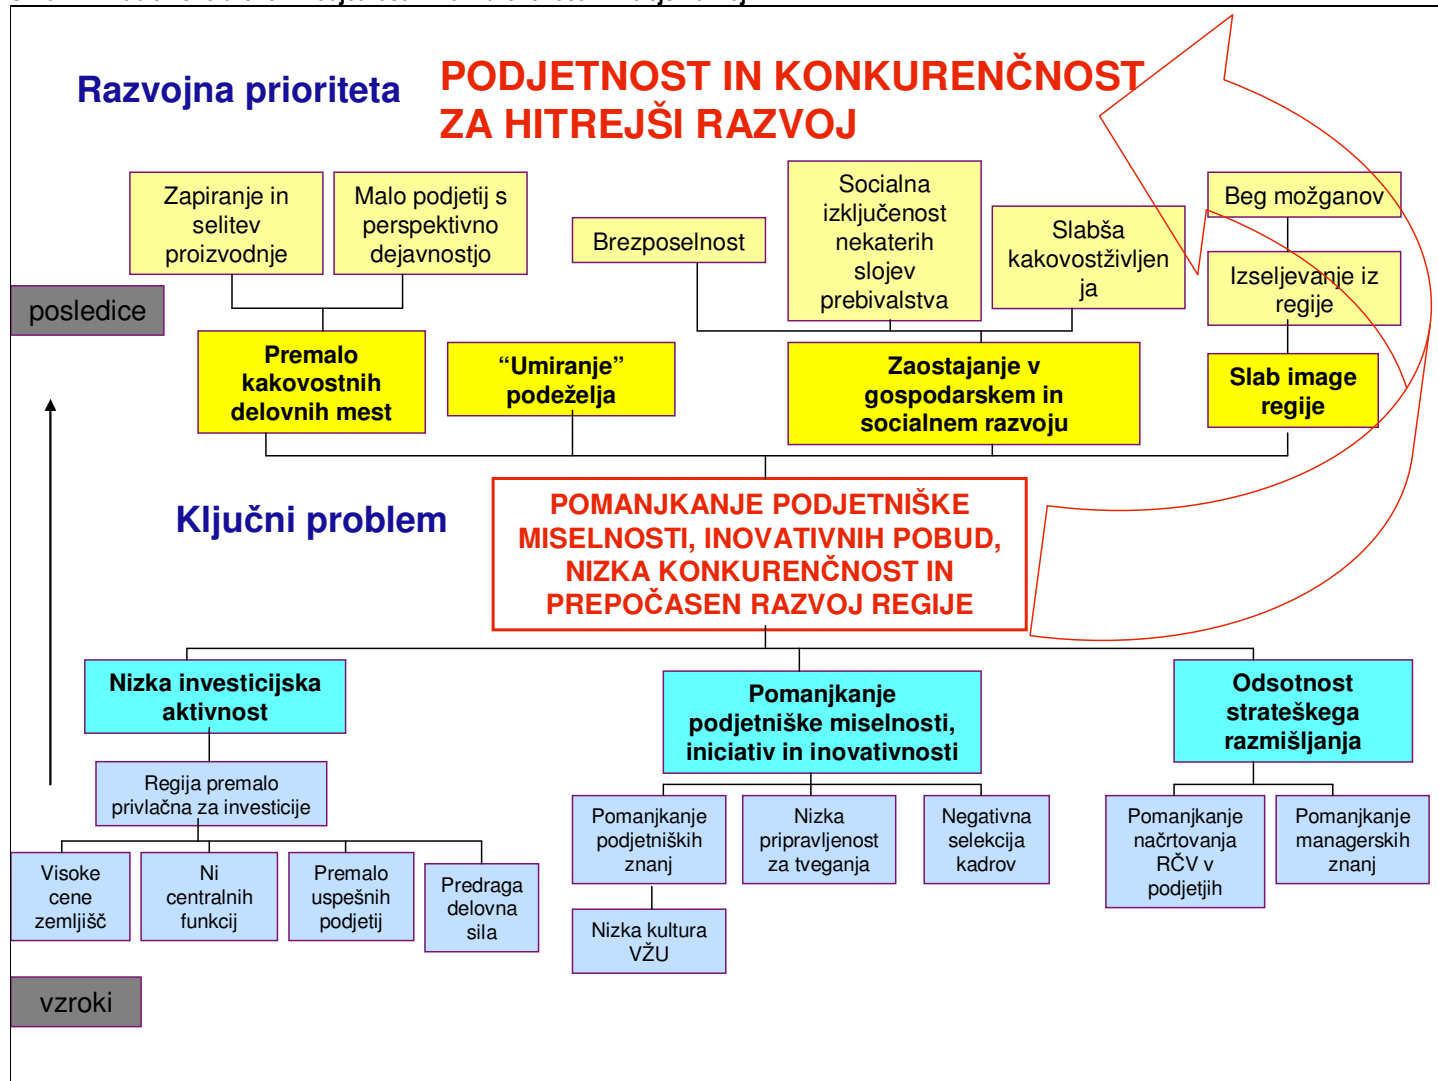 Razvojna prioriteta
PODJETNOST IN KONKURENČNOST
ZA HITREJŠI RAZVOJ
Zapiranje in
selitev
proizvodnje
Malo podjetij s
perspektivno
dejavnostjo
Brezposelnost
Socialna
izključenost
nekaterih
slojev
prebivalstva
Slabša
kakovostživljen
ja
Beg možganov
Izseljevanje iz
regije
posledice
Premalo
kakovostnih
delovnih mest
“Umiranje”
podeželja
Zaostajanje v
gospodarskem in
socialnem razvoju
Slab image
regije
Ključni problem
POMANJKANJE PODJETNIŠKE
MISELNOSTI, INOVATIVNIH POBUD,
NIZKA KONKURENČNOST IN
PREPOČASEN RAZVOJ REGIJE
Nizka investicijska
aktivnost
Pomanjkanje
podjetniške miselnosti,
iniciativ in inovativnosti
Odsotnost
strateškega
razmišljanja
Regija premalo
privlačna za investicije
Visoke
cene
zemljišč
Ni
centralnih
funkcij
Premalo
uspešnih
podjetij
Predraga
delovna
sila
Pomanjkanje
podjetniških
znanj
Nizka
pripravljenost
za tveganja
Negativna
selekcija
kadrov
Nizka kultura
VŽU
Pomanjkanje
načrtovanja
RČV v
podjetjih
Pomanjkanje
managerskih
znanj
vzroki